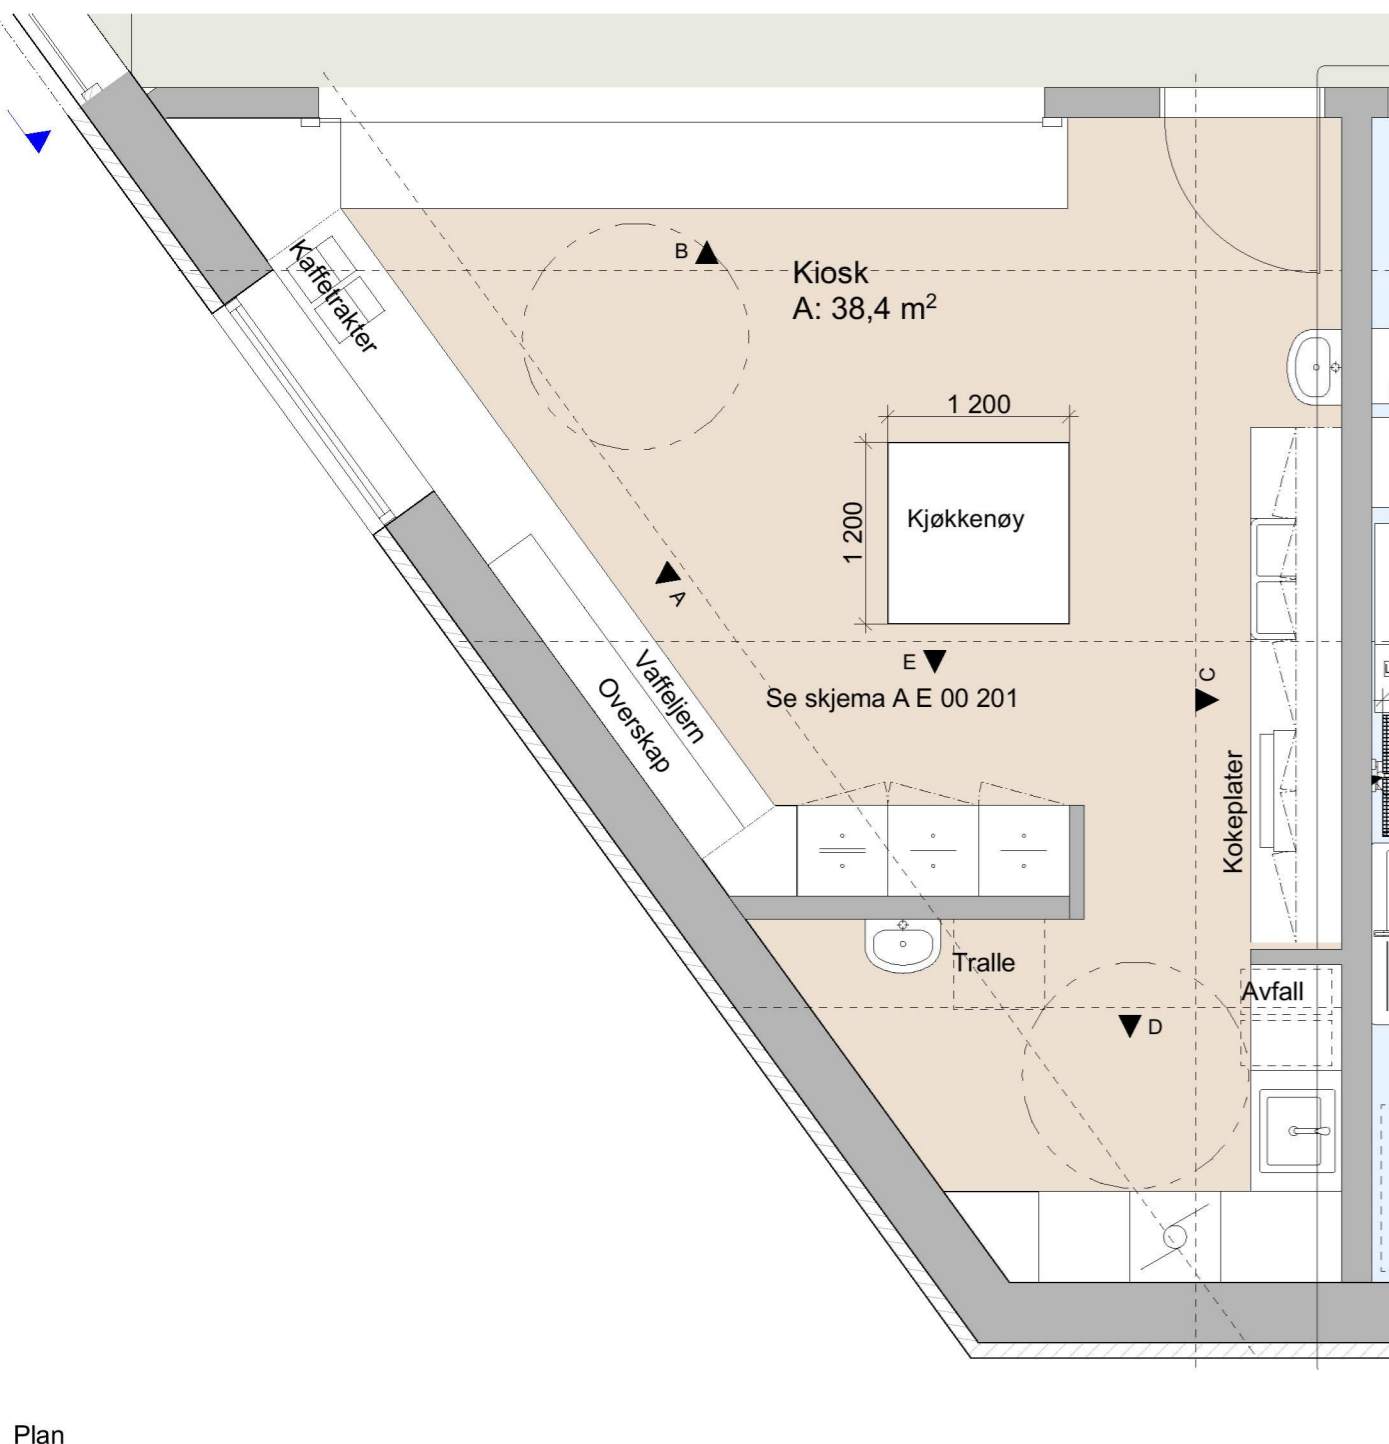 B
Kiosk
A: 38,4 m²
Kaffetrakter
1 200
1 200
Kjøkkenøy
A
E
Se skjema A E 00 201
C
Vaffeljern
Overskap
Kokeplater
Tralle
Avfall
D
Plan